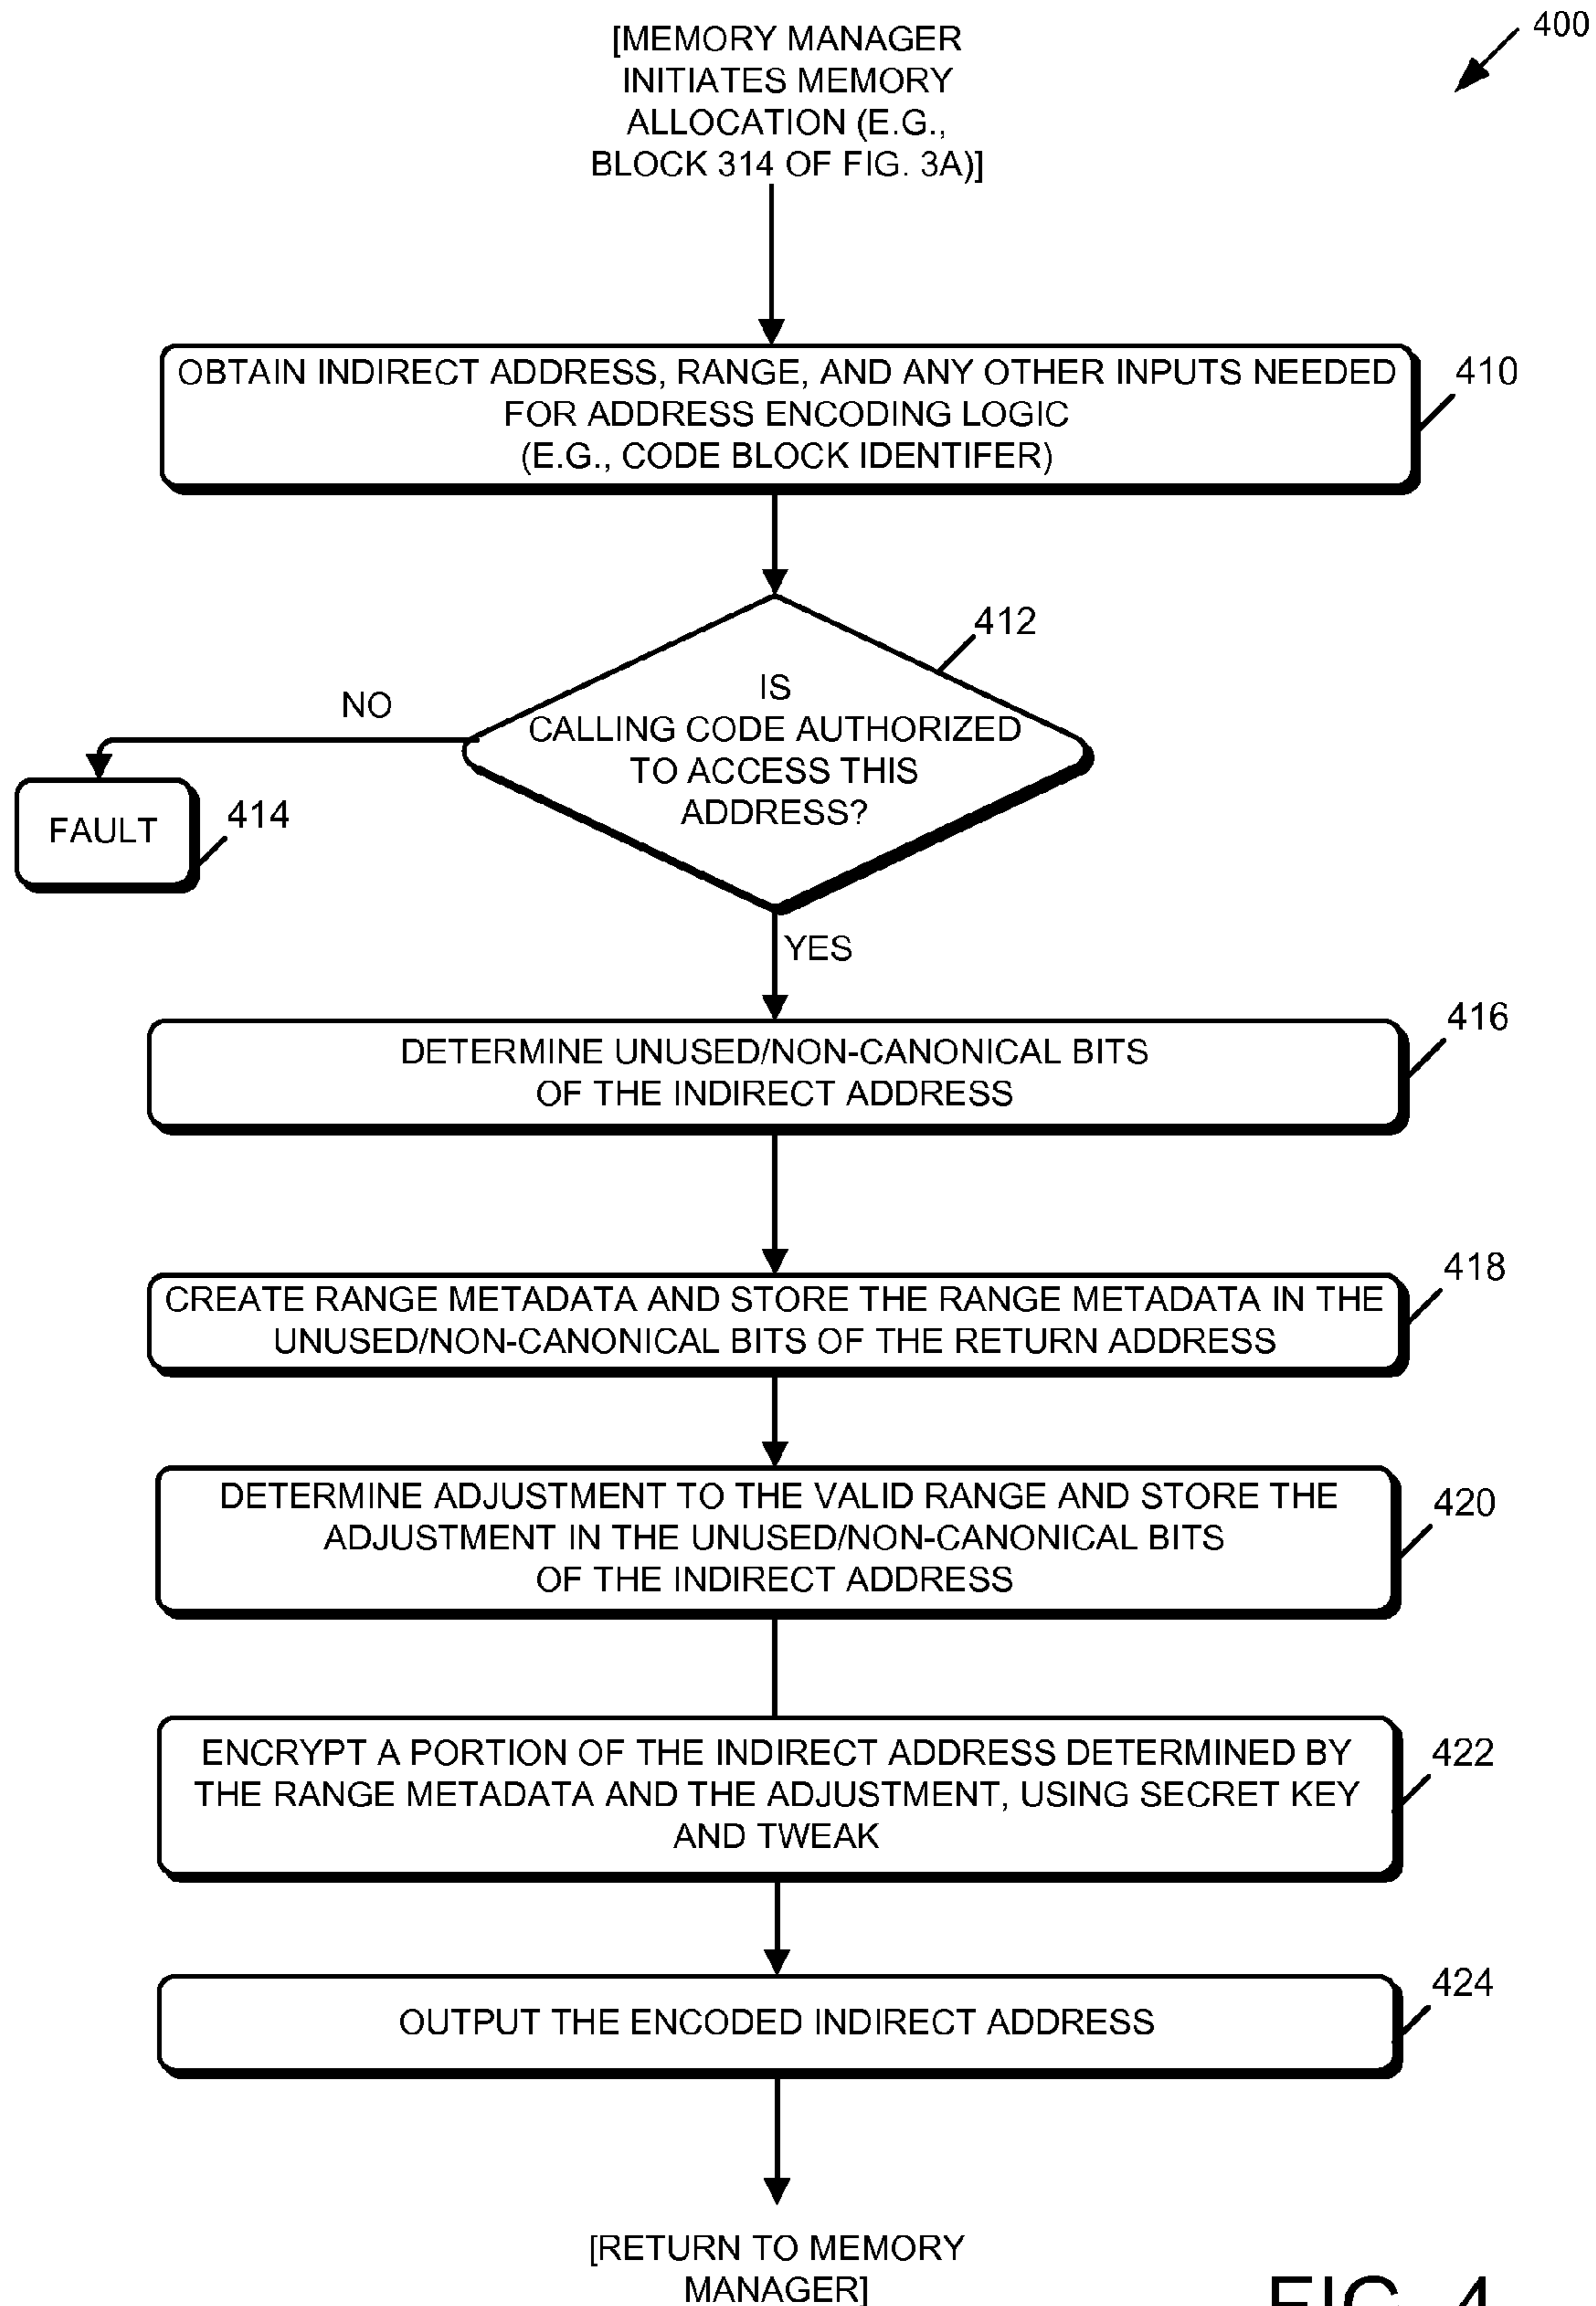 400
[MEMORY MANAGER
INITIATES MEMORY
ALLOCATION (E.G.,
BLOCK 314 OF FIG. 3A)]
OBTAIN INDIRECT ADDRESS, RANGE, AND ANY OTHER INPUTS NEEDED
FOR ADDRESS ENCODING LOGIC
(E.G., CODE BLOCK IDENTIFER)
410
412
IS
CALLING CODE AUTHORIZED
TO ACCESS THIS
ADDRESS?
NO
FAULT
414
YES
DETERMINE UNUSED/NON-CANONICAL BITS
OF THE INDIRECT ADDRESS
416
CREATE RANGE METADATA AND STORE THE RANGE METADATA IN THE
UNUSED/NON-CANONICAL BITS OF THE RETURN ADDRESS
418
DETERMINE ADJUSTMENT TO THE VALID RANGE AND STORE THE
ADJUSTMENT IN THE UNUSED/NON-CANONICAL BITS
OF THE INDIRECT ADDRESS
420
ENCRYPT A PORTION OF THE INDIRECT ADDRESS DETERMINED BY
THE RANGE METADATA AND THE ADJUSTMENT, USING SECRET KEY
AND TWEAK
422
OUTPUT THE ENCODED INDIRECT ADDRESS
424
[RETURN TO MEMORY
MANAGER]
FIG. 4